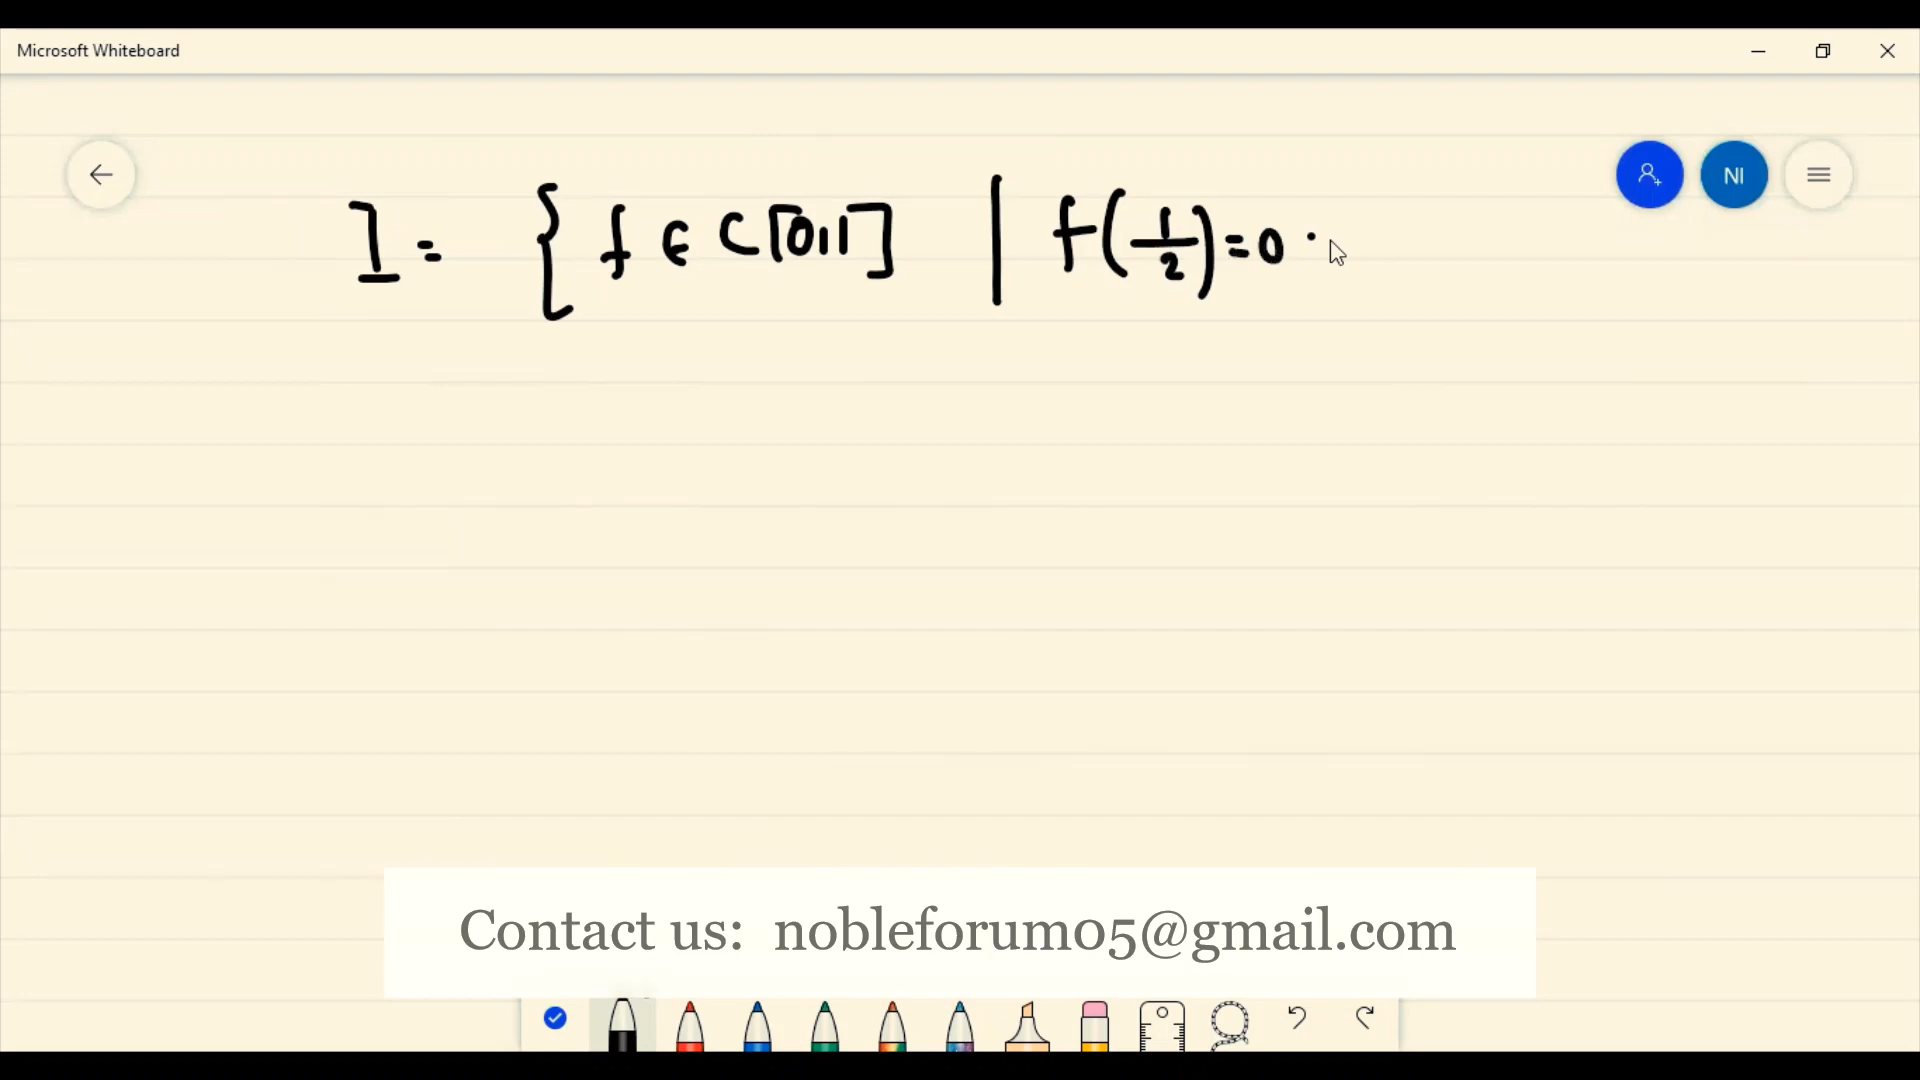 Microsoft Whiteboard
NI
I = { f ∈ C[0,1] | f(1/2)=0 .
Contact us: nobleforum05@gmail.com